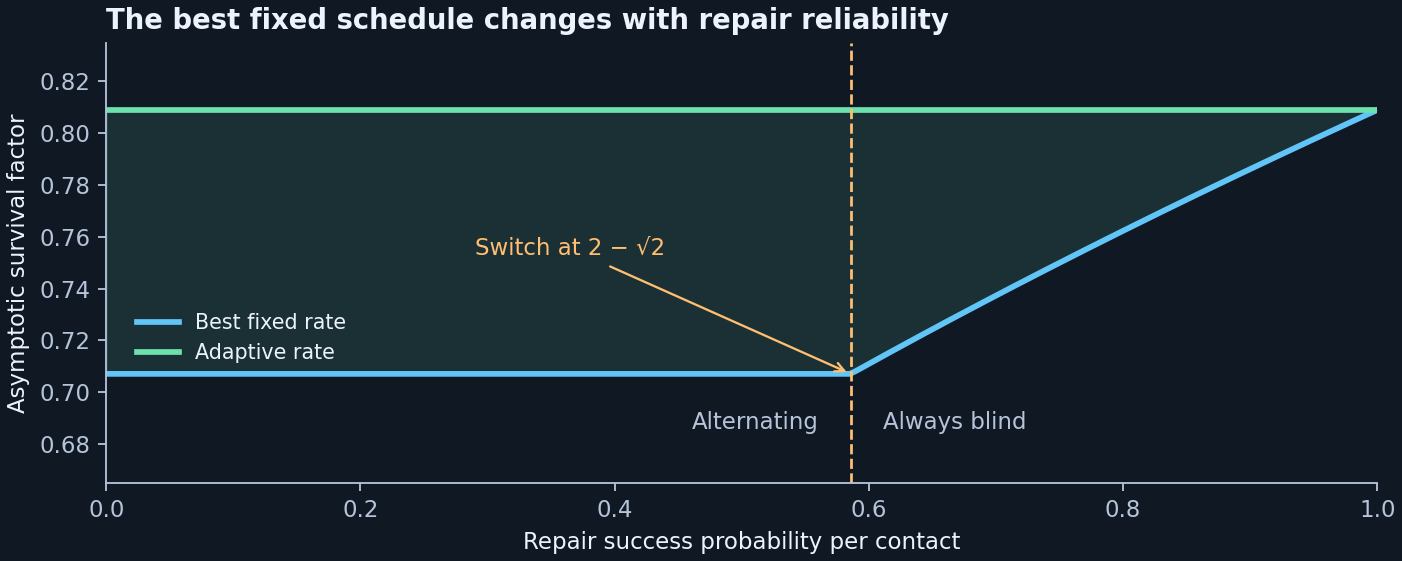 The best fixed schedule changes with repair reliability
Asymptotic survival factor
0.82
0.80
0.78
0.76
0.74
0.72
0.70
0.68
Switch at 2 − √2
Best fixed rate
Adaptive rate
Alternating
Always blind
0.0
0.2
0.4
0.6
0.8
1.0
Repair success probability per contact